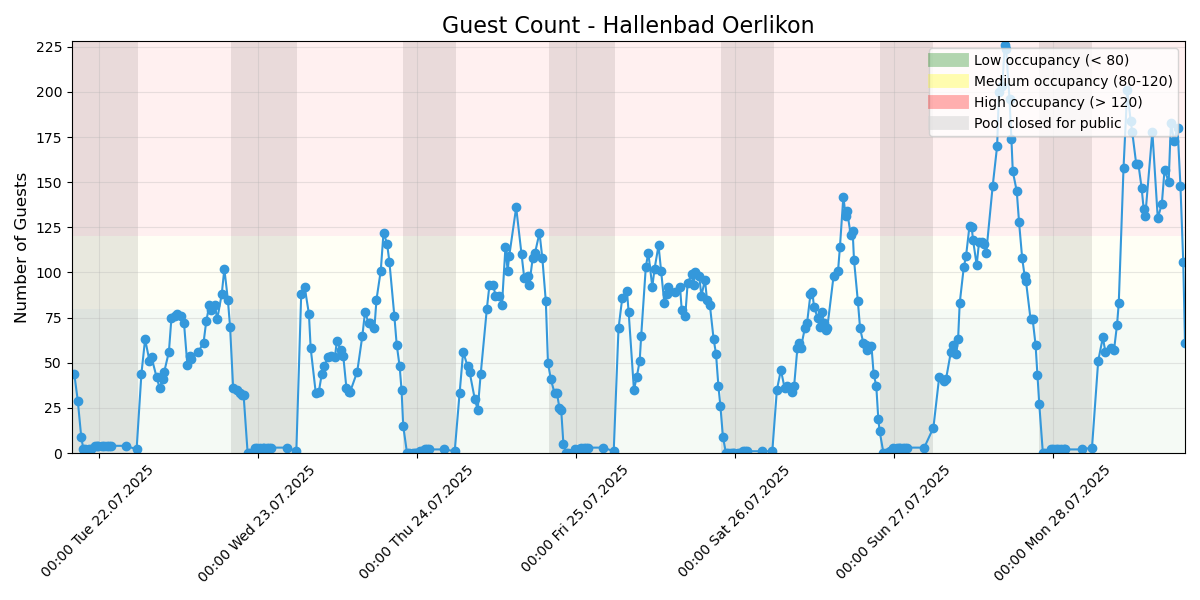 Guest Count - Hallenbad Oerlikon
Number of Guests
225
200
175
150
125
100
75
50
25
0
Low occupancy (< 80)
Medium occupancy (80-120)
High occupancy (> 120)
Pool closed for public
00:00 Tue 22.07.2025
00:00 Wed 23.07.2025
00:00 Thu 24.07.2025
00:00 Fri 25.07.2025
00:00 Sat 26.07.2025
00:00 Sun 27.07.2025
00:00 Mon 28.07.2025